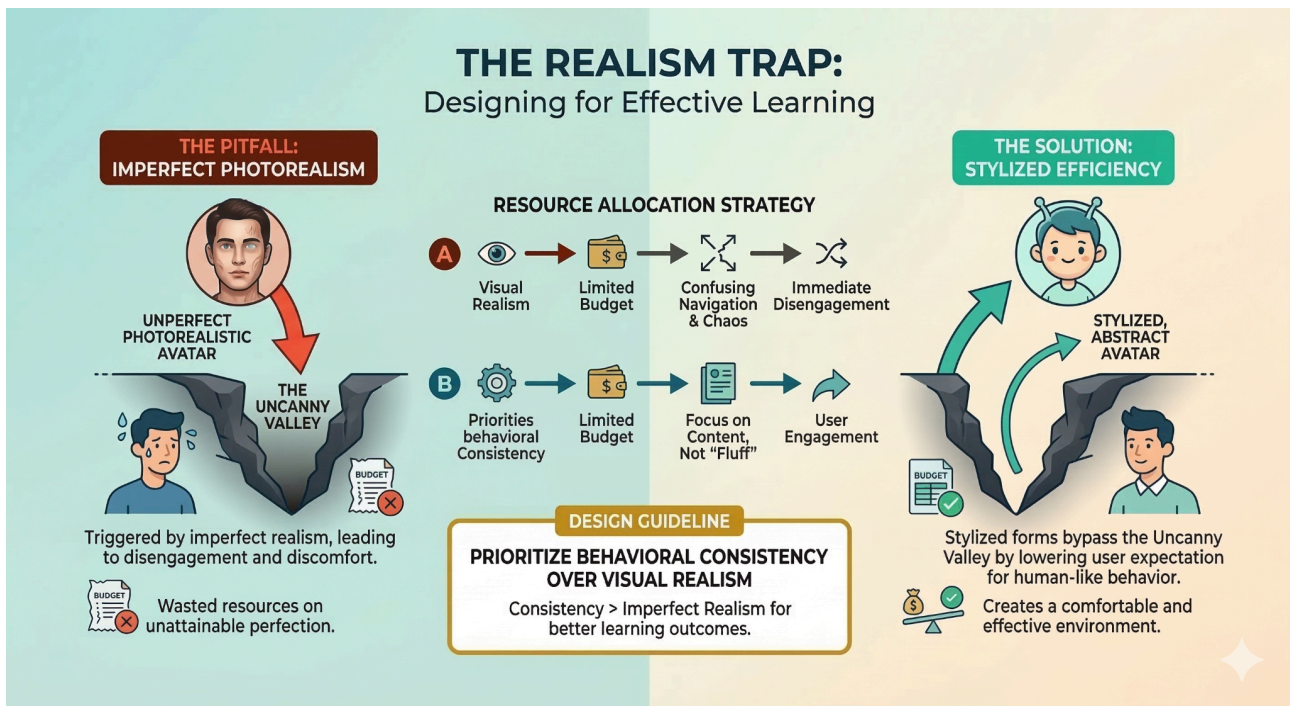 THE REALISM TRAP:
Designing for Effective Learning
THE PITFALL:
IMPERFECT PHOTOREALISM
UNPERFECT
PHOTOREALISTIC
AVATAR
THE
UNCANNY
VALLEY
BUDGET
Triggered by imperfect realism, leading
to disengagement and discomfort.
BUDGET
Wasted resources on
unattainable perfection.
RESOURCE ALLOCATION STRATEGY
A
Visual
Realism
$
Limited
Budget
Confusing
Navigation
& Chaos
Immediate
Disengagement
B
Priorities
behavioral
Consistency
$
Limited
Budget
Focus on
Content,
Not "Fluff"
User
Engagement
DESIGN GUIDELINE
PRIORITIZE BEHAVIORAL CONSISTENCY
OVER VISUAL REALISM
Consistency > Imperfect Realism for
better learning outcomes.
THE SOLUTION:
STYLIZED EFFICIENCY
STYLIZED,
ABSTRACT
AVATAR
BUDGET
Stylized forms bypass the Uncanny
Valley by lowering user expectation
for human-like behavior.
$
Creates a comfortable and
effective environment.